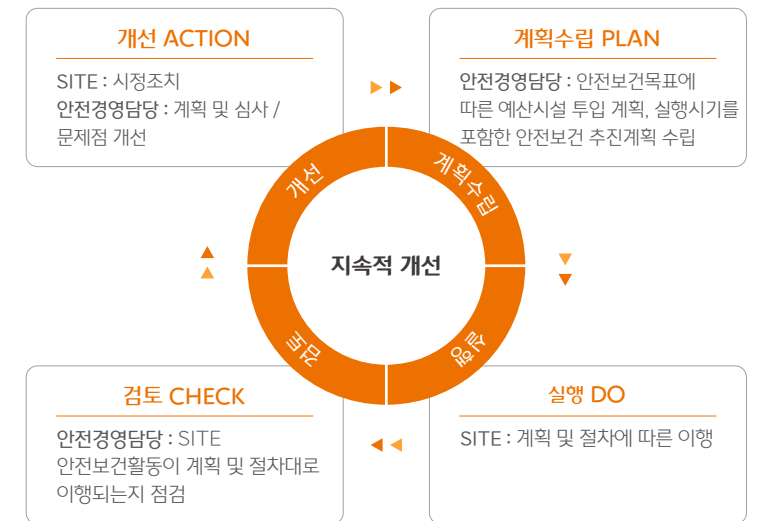 개선 ACTION
SITE : 시정조치
안전경영담당 : 계획 및 심사 /
문제점 개선
계획수립 PLAN
안전경영담당 : 안전보건목표에
따른 예산시설 투입 계획, 실행시기를
포함한 안전보건 추진계획 수립
개선
계획수립
지속적 개선
검토
실행
검토 CHECK
안전경영담당 : SITE
안전보건활동이 계획 및 절차대로
이행되는지 점검
실행 DO
SITE : 계획 및 절차에 따른 이행